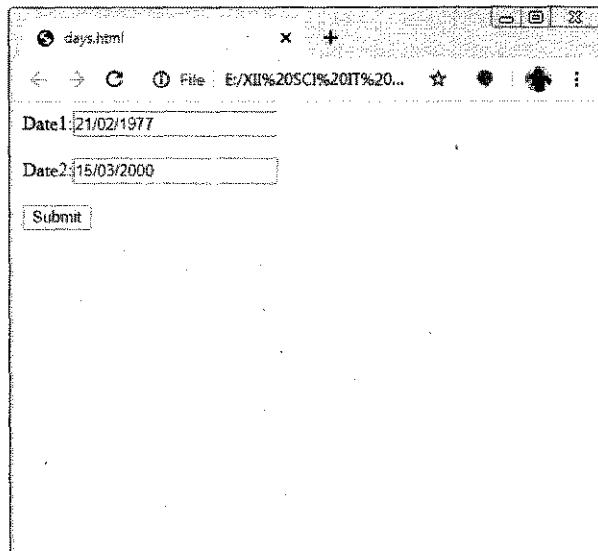 days.html
File E:/XII%20SCI%20IT%20...
Date1:21/02/1977
Date2:15/03/2000
Submit